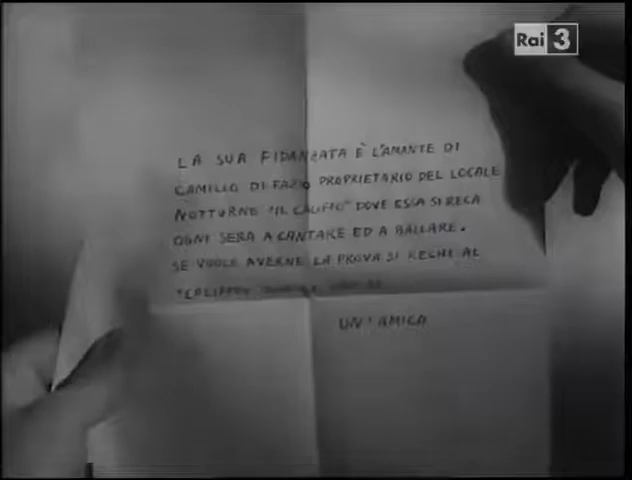 Rai 3
LA SUA FIDANZATA È L'AMANTE DI
CAMILLO DI FAZIO PROPRIETARIO DEL LOCALE
NOTTURNO "IL CALIFFO" DOVE ESSA SI RECA
OGNI SERA A CANTARE ED A BALLARE.
SE VUOLE AVERNE LA PROVA SI RECHI AL
"CALIFFO"
UN'AMICA